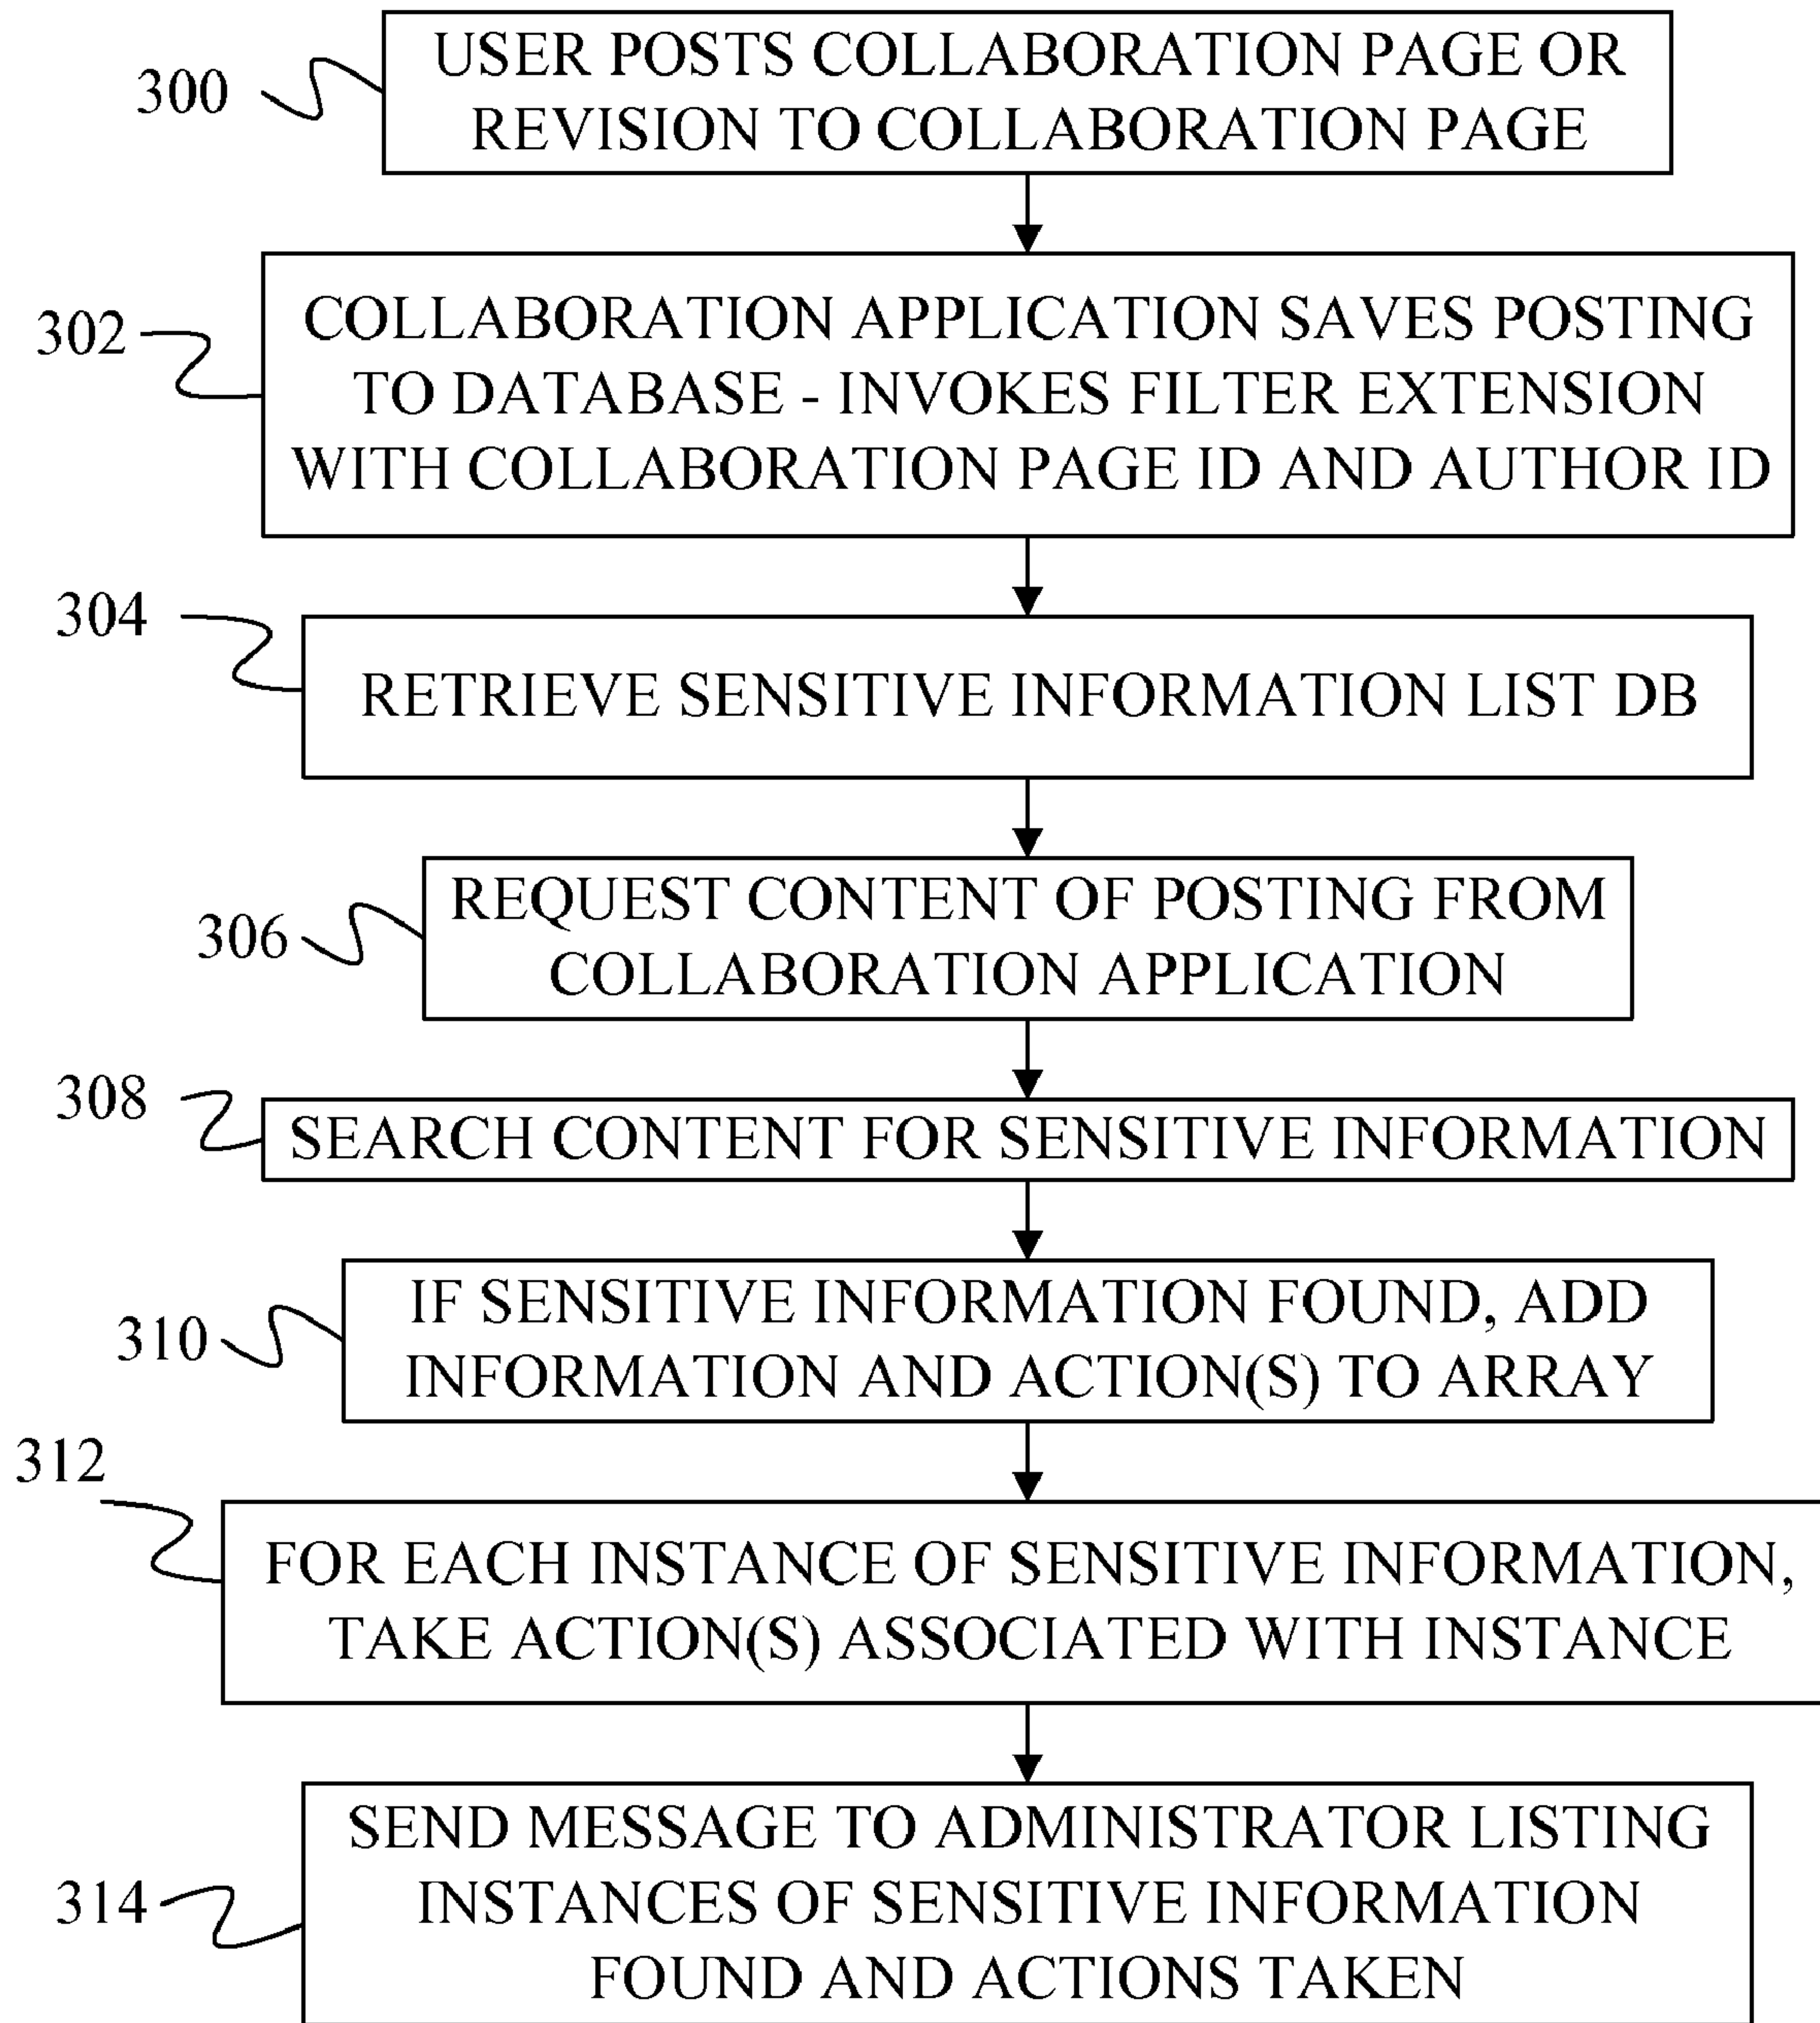 300
USER POSTS COLLABORATION PAGE OR
REVISION TO COLLABORATION PAGE
302
COLLABORATION APPLICATION SAVES POSTING
TO DATABASE - INVOKES FILTER EXTENSION
WITH COLLABORATION PAGE ID AND AUTHOR ID
304
RETRIEVE SENSITIVE INFORMATION LIST DB
306
REQUEST CONTENT OF POSTING FROM
COLLABORATION APPLICATION
308
SEARCH CONTENT FOR SENSITIVE INFORMATION
310
IF SENSITIVE INFORMATION FOUND, ADD
INFORMATION AND ACTION(S) TO ARRAY
312
FOR EACH INSTANCE OF SENSITIVE INFORMATION,
TAKE ACTION(S) ASSOCIATED WITH INSTANCE
314
SEND MESSAGE TO ADMINISTRATOR LISTING
INSTANCES OF SENSITIVE INFORMATION
FOUND AND ACTIONS TAKEN